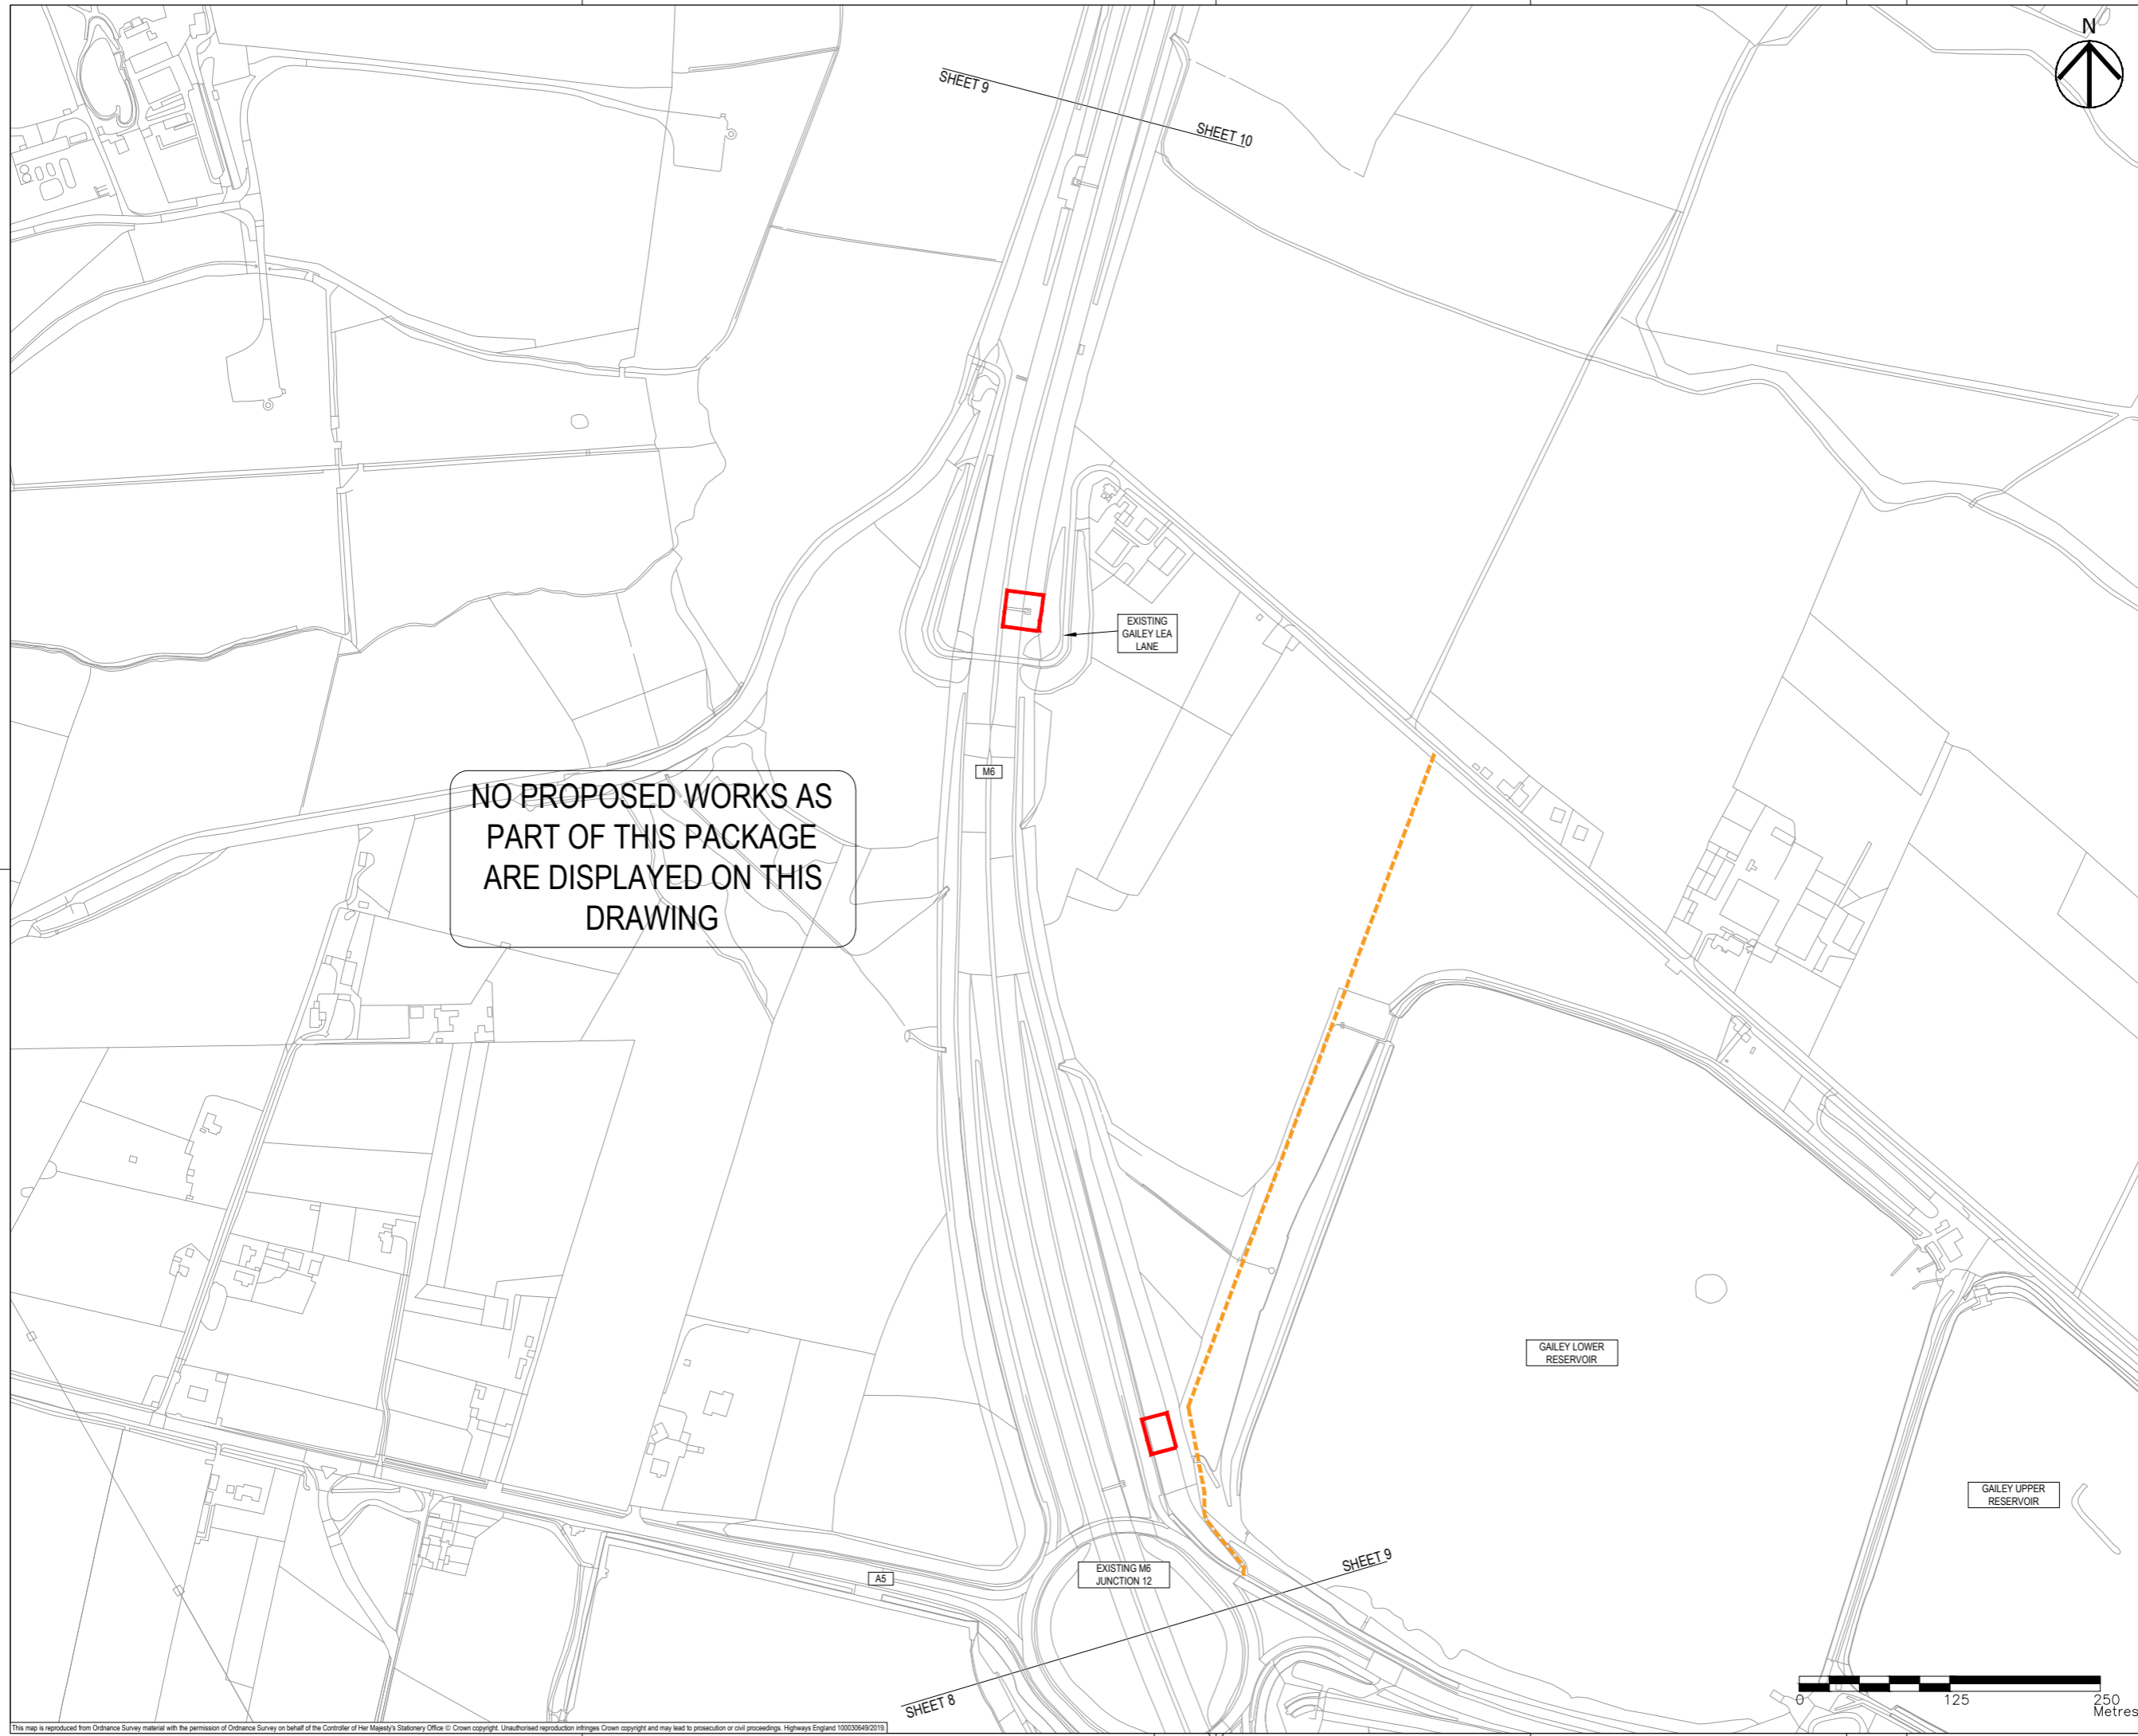 N
SHEET 9
SHEET 10
EXISTING
GAILEY LEA
LANE
M6
NO PROPOSED WORKS AS
PART OF THIS PACKAGE
ARE DISPLAYED ON THIS
DRAWING
GAILEY LOWER
RESERVOIR
GAILEY UPPER
RESERVOIR
SHEET 9
EXISTING M6
JUNCTION 12
A5
SHEET 8
0 125 250
Metres
This map is reproduced from Ordnance Survey material with the permission of Ordnance Survey on behalf of the Controller of Her Majesty's Stationery Office © Crown copyright. Unauthorised reproduction infringes Crown copyright and may lead to prosecution or civil proceedings. Highways England 100030649/2019.